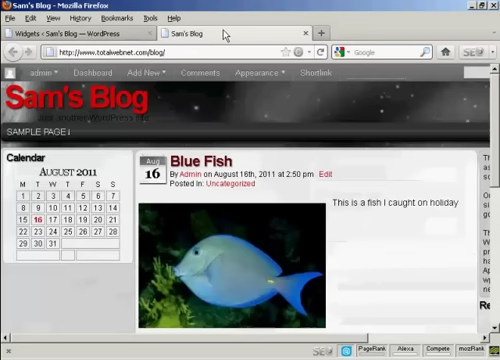 Sam's Blog - Mozilla Firefox
File Edit View History Bookmarks Tools Help
Widgets ‹ Sam's Blog — WordPress × Sam's Blog × +
http://www.totalwebnet.com/blog/ Google
admin Dashboard Add New Comments Appearance Shortlink
Sam's Blog
Just another WordPress site
SAMPLE PAGE↓
Calendar
August 2011
M T W T F S S
1 2 3 4 5 6 7
8 9 10 11 12 13 14
15 16 17 18 19 20 21
22 23 24 25 26 27 28
29 30 31
Aug
16
Blue Fish
By Admin on August 16th, 2011 at 2:50 pm Edit
Posted In: Uncategorized
This is a fish I caught on holiday
PageRank Alexa Compete mozRank